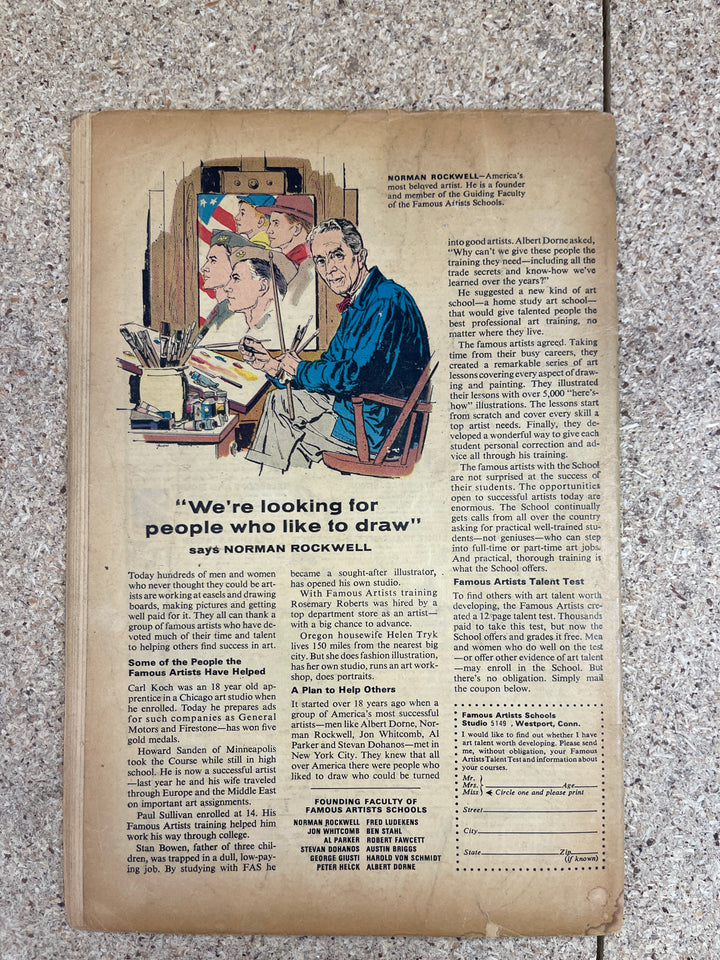 NORMAN ROCKWELL—America's
most beloved artist. He is a founder
and member of the Guiding Faculty
of the Famous Artists Schools.
"We're looking for
people who like to draw"
says NORMAN ROCKWELL
Today hundreds of men and women
who never thought they could be art-
ists are working at easels and drawing
boards, making pictures and getting
well paid for it. They all can thank a
group of famous artists who have de-
voted much of their time and talent
to helping others find success in art.
Some of the People the
Famous Artists Have Helped
Carl Koch was an 18 year old ap-
prentice in a Chicago art studio when
he enrolled. Today he prepares ads
for such companies as General
Motors and Firestone—has won five
gold medals.
Howard Sanden of Minneapolis
took the Course while still in high
school. He is now a successful artist
—last year he and his wife traveled
through Europe and the Middle East
on important art assignments.
Paul Sullivan enrolled at 14. His
Famous Artists training helped him
work his way through college.
Stan Bowen, father of three chil-
dren, was trapped in a dull, low-pay-
ing job. By studying with FAS he
became a sought-after illustrator,
has opened his own studio.
With Famous Artists training
Rosemary Roberts was hired by a
top department store as an artist—
with a big chance to advance.
Oregon housewife Helen Tryk
lives 150 miles from the nearest big
city. But she does fashion illustration,
has her own studio, runs an art work-
shop, does portraits.
A Plan to Help Others
It started over 18 years ago when a
group of America's most successful
artists—men like Albert Dorne, Nor-
man Rockwell, Jon Whitcomb, Al
Parker and Stevan Dohanos—met in
New York City. They knew that all
over America there were people who
liked to draw who could be turned
FOUNDING FACULTY OF
FAMOUS ARTISTS SCHOOLS
NORMAN ROCKWELL FRED LUDEKENS
JON WHITCOMB BEN STAHL
AL PARKER ROBERT FAWCETT
STEVAN DOHANOS AUSTIN BRIGGS
GEORGE GIUSTI HAROLD VON SCHMIDT
PETER HELCK ALBERT DORNE
into good artists. Albert Dorne asked,
"Why can't we give these people the
training they need—including all the
trade secrets and know-how we've
learned over the years?"
He suggested a new kind of art
school—a home study art school—
that would give talented people the
best professional art training, no
matter where they live.
The famous artists agreed. Taking
time from their busy careers, they
created a remarkable series of art
lessons covering every aspect of draw-
ing and painting. They illustrated
their lessons with over 5,000 "here's-
how" illustrations. The lessons start
from scratch and cover every skill a
top artist needs. Finally, they de-
veloped a wonderful way to give each
student personal correction and ad-
vice all through his training.
The famous artists with the School
are not surprised at the success of
their students. The opportunities
open to successful artists today are
enormous. The School continually
gets calls from all over the country
asking for practical well-trained stu-
dents—not geniuses—who can step
into full-time or part-time art jobs.
And practical, thorough training is
what the School offers.
Famous Artists Talent Test
To find others with art talent worth
developing, the Famous Artists cre-
ated a 12 page talent test. Thousands
paid to take this test, but now the
School offers and grades it free. Men
and women who do well on the test
—or offer other evidence of art talent
—may enroll in the School. But
there's no obligation. Simply mail
the coupon below.
Famous Artists Schools
Studio 5149 , Westport, Conn.
I would like to find out whether I have
art talent worth developing. Please send
me, without obligation, your Famous
Artists Talent Test and information about
your courses.
Mr.
Mrs. Age
Miss Circle one and please print
Street
City
State Zip
(if known)